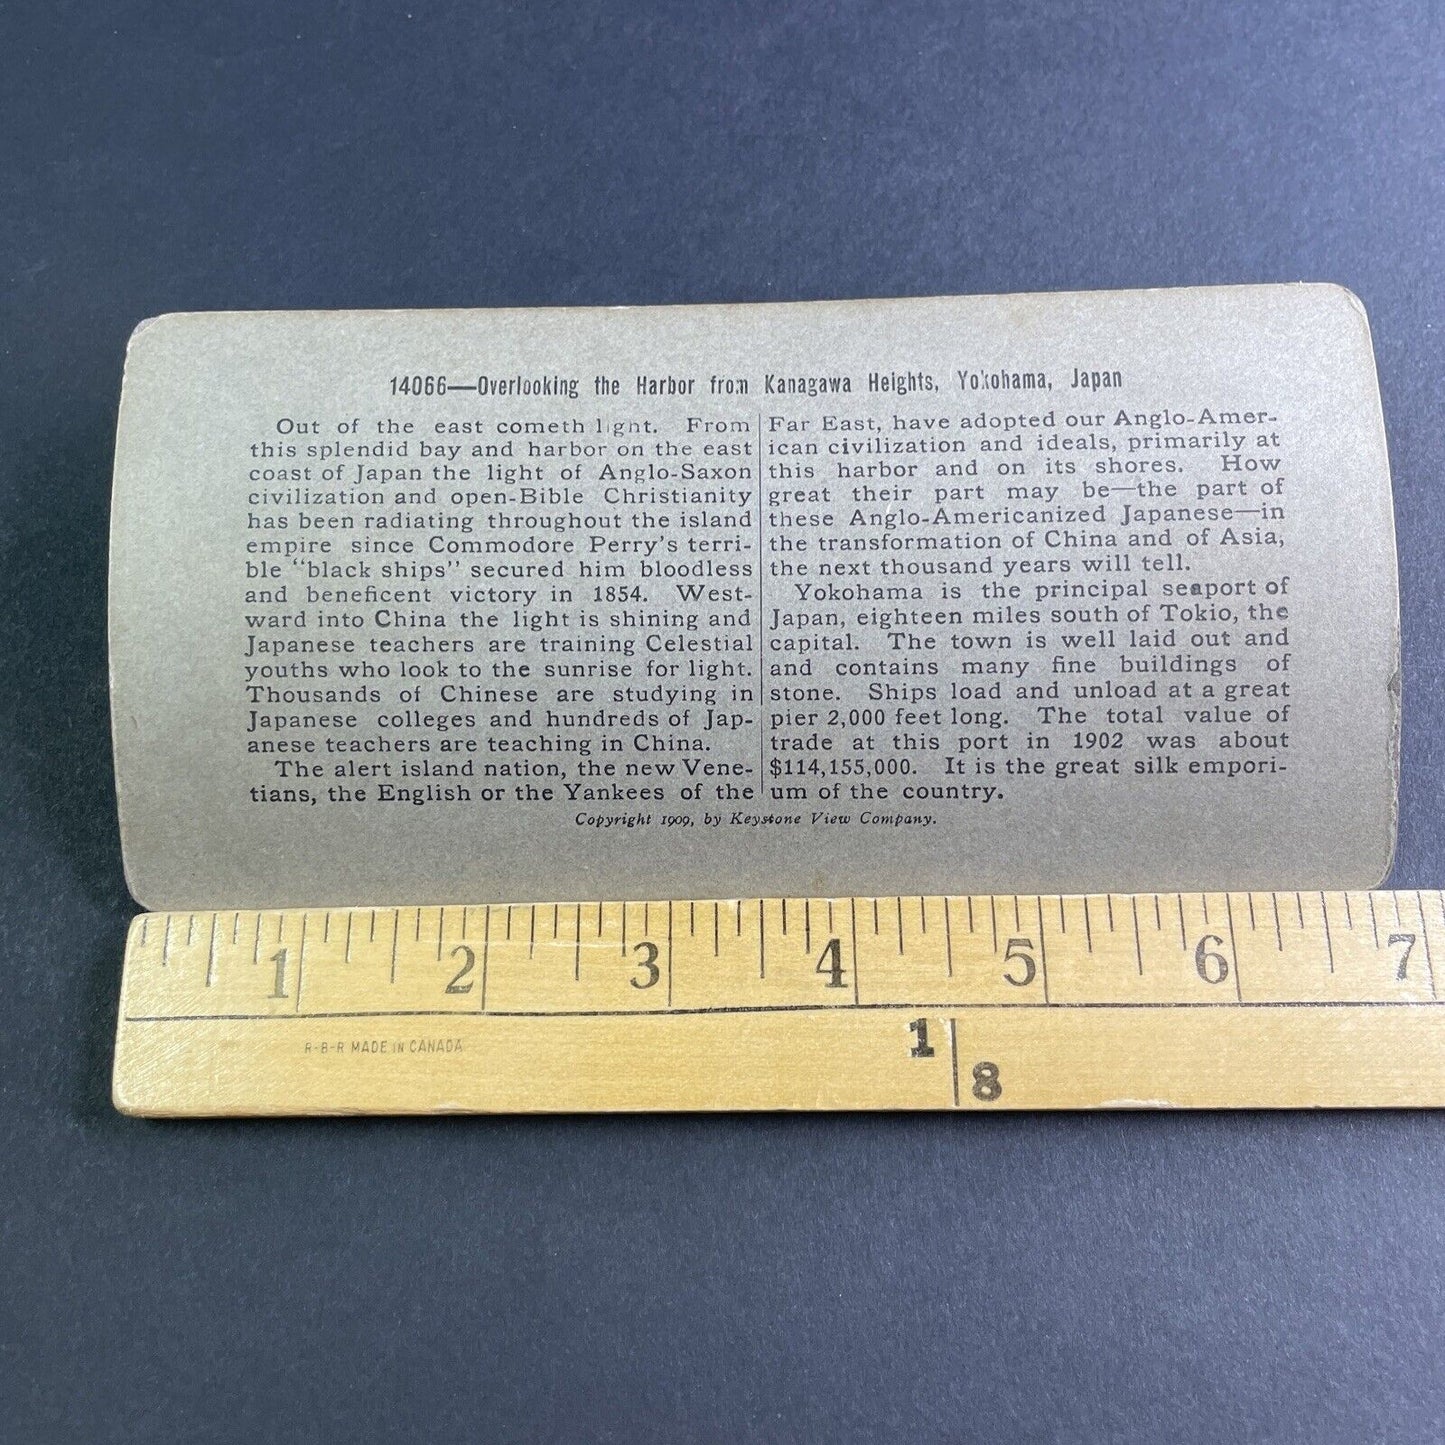 14066—Overlooking the Harbor from Kanagawa Heights, Yokohama, Japan
Out of the east cometh light. From
this splendid bay and harbor on the east
coast of Japan the light of Anglo-Saxon
civilization and open-Bible Christianity
has been radiating throughout the island
empire since Commodore Perry's terri-
ble "black ships" secured him bloodless
and beneficent victory in 1854. West-
ward into China the light is shining and
Japanese teachers are training Celestial
youths who look to the sunrise for light.
Thousands of Chinese are studying in
Japanese colleges and hundreds of Jap-
anese teachers are teaching in China.
The alert island nation, the new Vene-
tians, the English or the Yankees of the
Far East, have adopted our Anglo-Amer-
ican civilization and ideals, primarily at
this harbor and on its shores. How
great their part may be—the part of
these Anglo-Americanized Japanese—in
the transformation of China and of Asia,
the next thousand years will tell.
Yokohama is the principal seaport of
Japan, eighteen miles south of Tokio, the
capital. The town is well laid out and
and contains many fine buildings of
stone. Ships load and unload at a great
pier 2,000 feet long. The total value of
trade at this port in 1902 was about
$114,155,000. It is the great silk empori-
um of the country.
Copyright 1909, by Keystone View Company.
1 2 3 4 5 6 7
R-B-R MADE IN CANADA
1
8